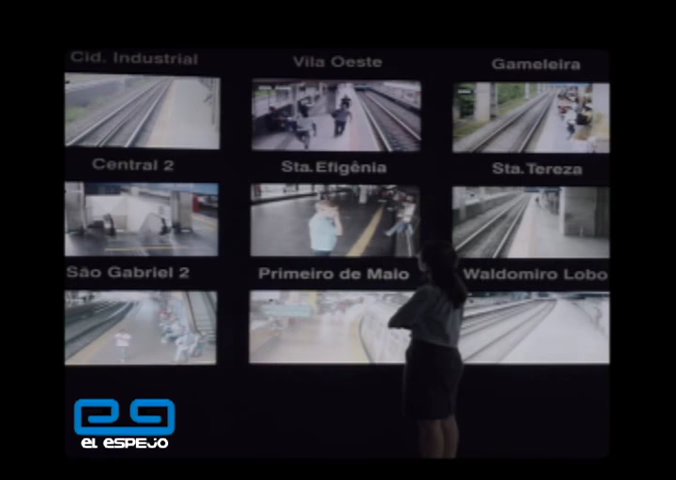 Cid. Industrial
Vila Oeste
Gameleira
Central 2
Sta.Efigênia
Sta.Tereza
São Gabriel 2
Primeiro de Maio
Waldomiro Lobo
EL ESPEJO